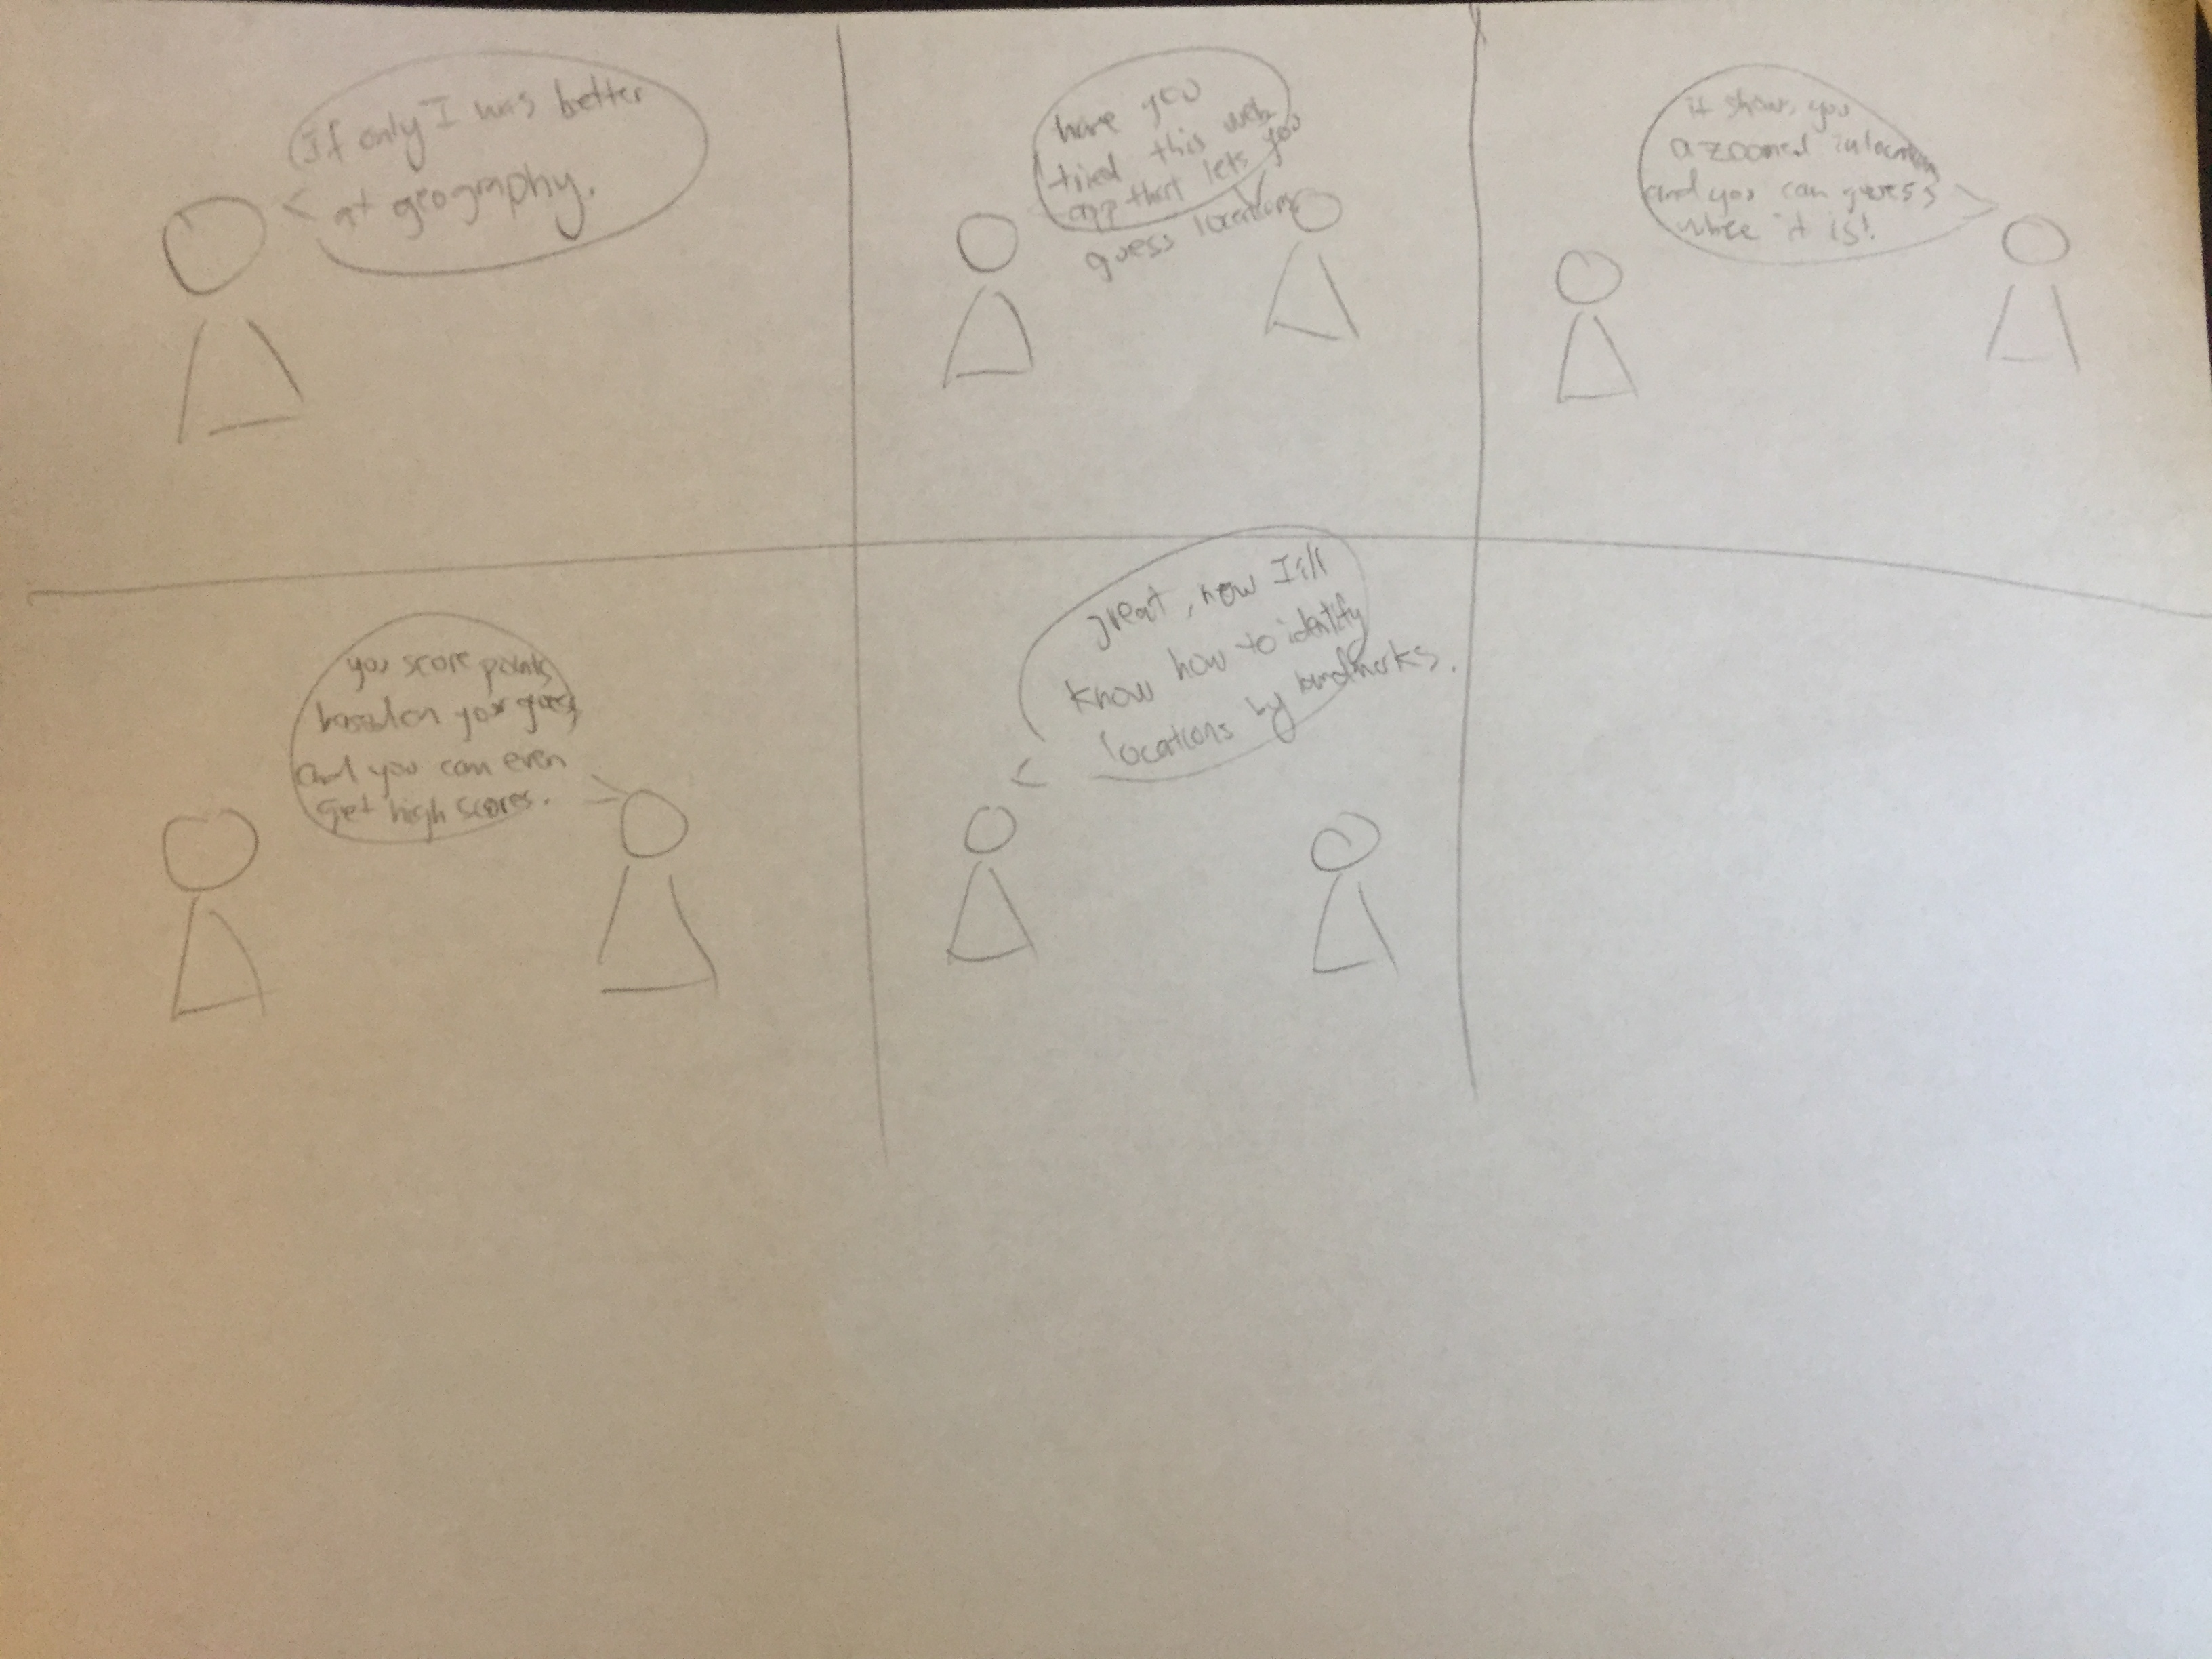 If only I was better
at geography.
have you
tried this web
app that lets you
guess locations
it shows you
a zoomed in location
and you can guess
where it is!
you score points
based on your guess
and you can even
get high scores.
great, now I'll
know how to identify
locations by landmarks.